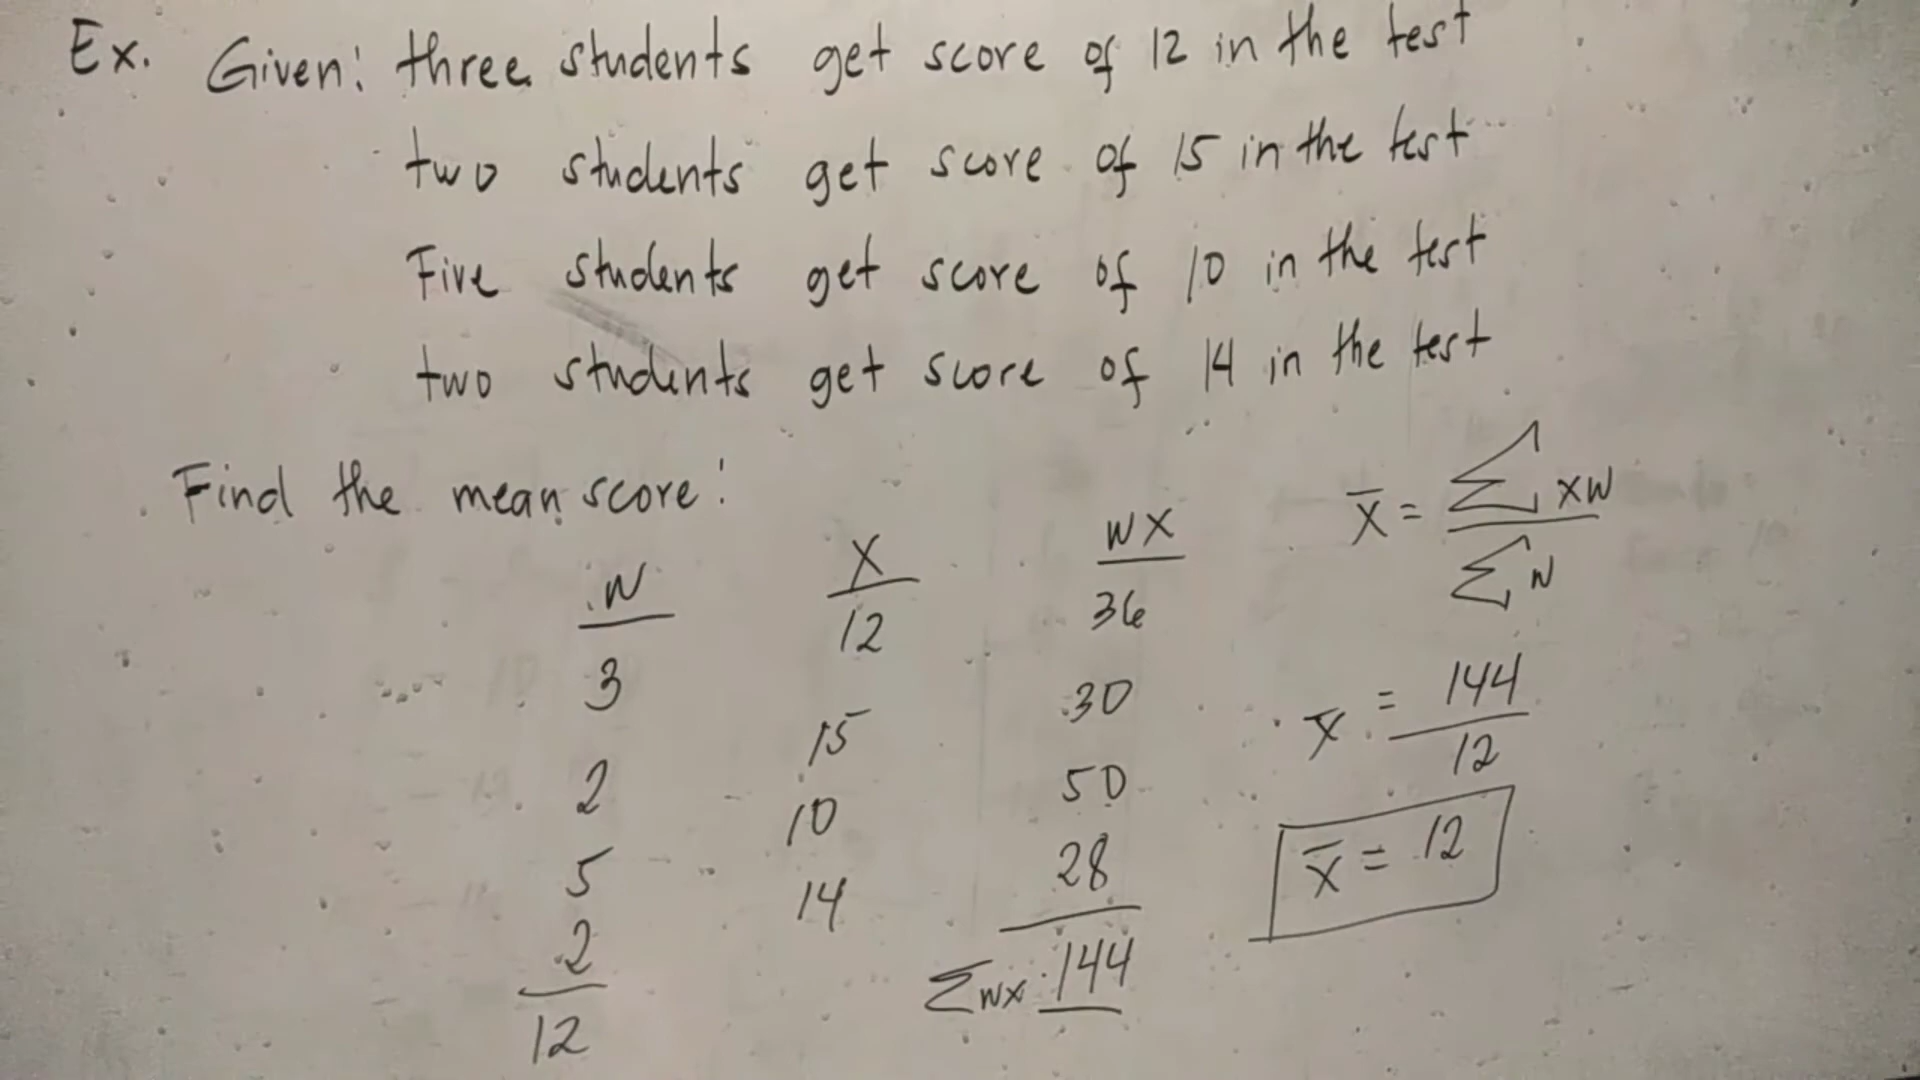 Ex. Given: three students get score of 12 in the test
two students get score of 15 in the test
Five students get score of 10 in the test
two students get score of 14 in the test
Find the mean score:
W X WX
3 12 36
2 15 30
5 10 50
2 14 28
12 Σwx 144
x̄ = Σxw / Σw
x̄ = 144 / 12
x̄ = 12